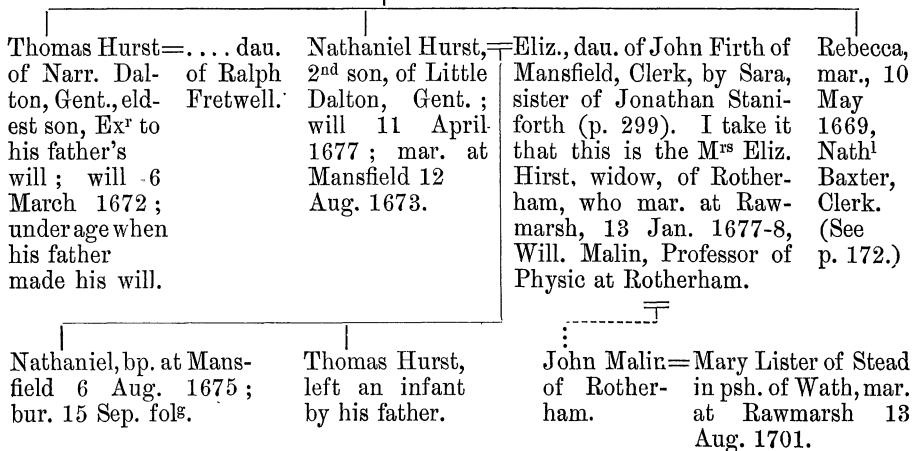 Thomas Hurst=.... dau.
of Narr. Dal-
ton, Gent., eld-
est son, Exʳ to
his father's
will ; will 6
March 1672 ;
under age when
his father
made his will.
of Ralph
Fretwell.
Nathaniel Hurst,=
2ⁿᵈ son, of Little
Dalton, Gent. ;
will 11 April
1677 ; mar. at
Mansfield 12
Aug. 1673.
Eliz., dau. of John Firth of
Mansfield, Clerk, by Sara,
sister of Jonathan Stani-
forth (p. 299). I take it
that this is the Mʳˢ Eliz.
Hirst, widow, of Rother-
ham, who mar. at Raw-
marsh, 13 Jan. 1677-8,
Will. Malin, Professor of
Physic at Rotherham.
Rebecca,
mar., 10
May
1669,
Nathˡ
Baxter,
Clerk.
(See
p. 172.)
Nathaniel, bp. at Mans-
field 6 Aug. 1675 ;
bur. 15 Sep. folᵍ.
Thomas Hurst,
left an infant
by his father.
John Malin=
of Rother-
ham.
Mary Lister of Stead
in psh. of Wath, mar.
at Rawmarsh 13
Aug. 1701.